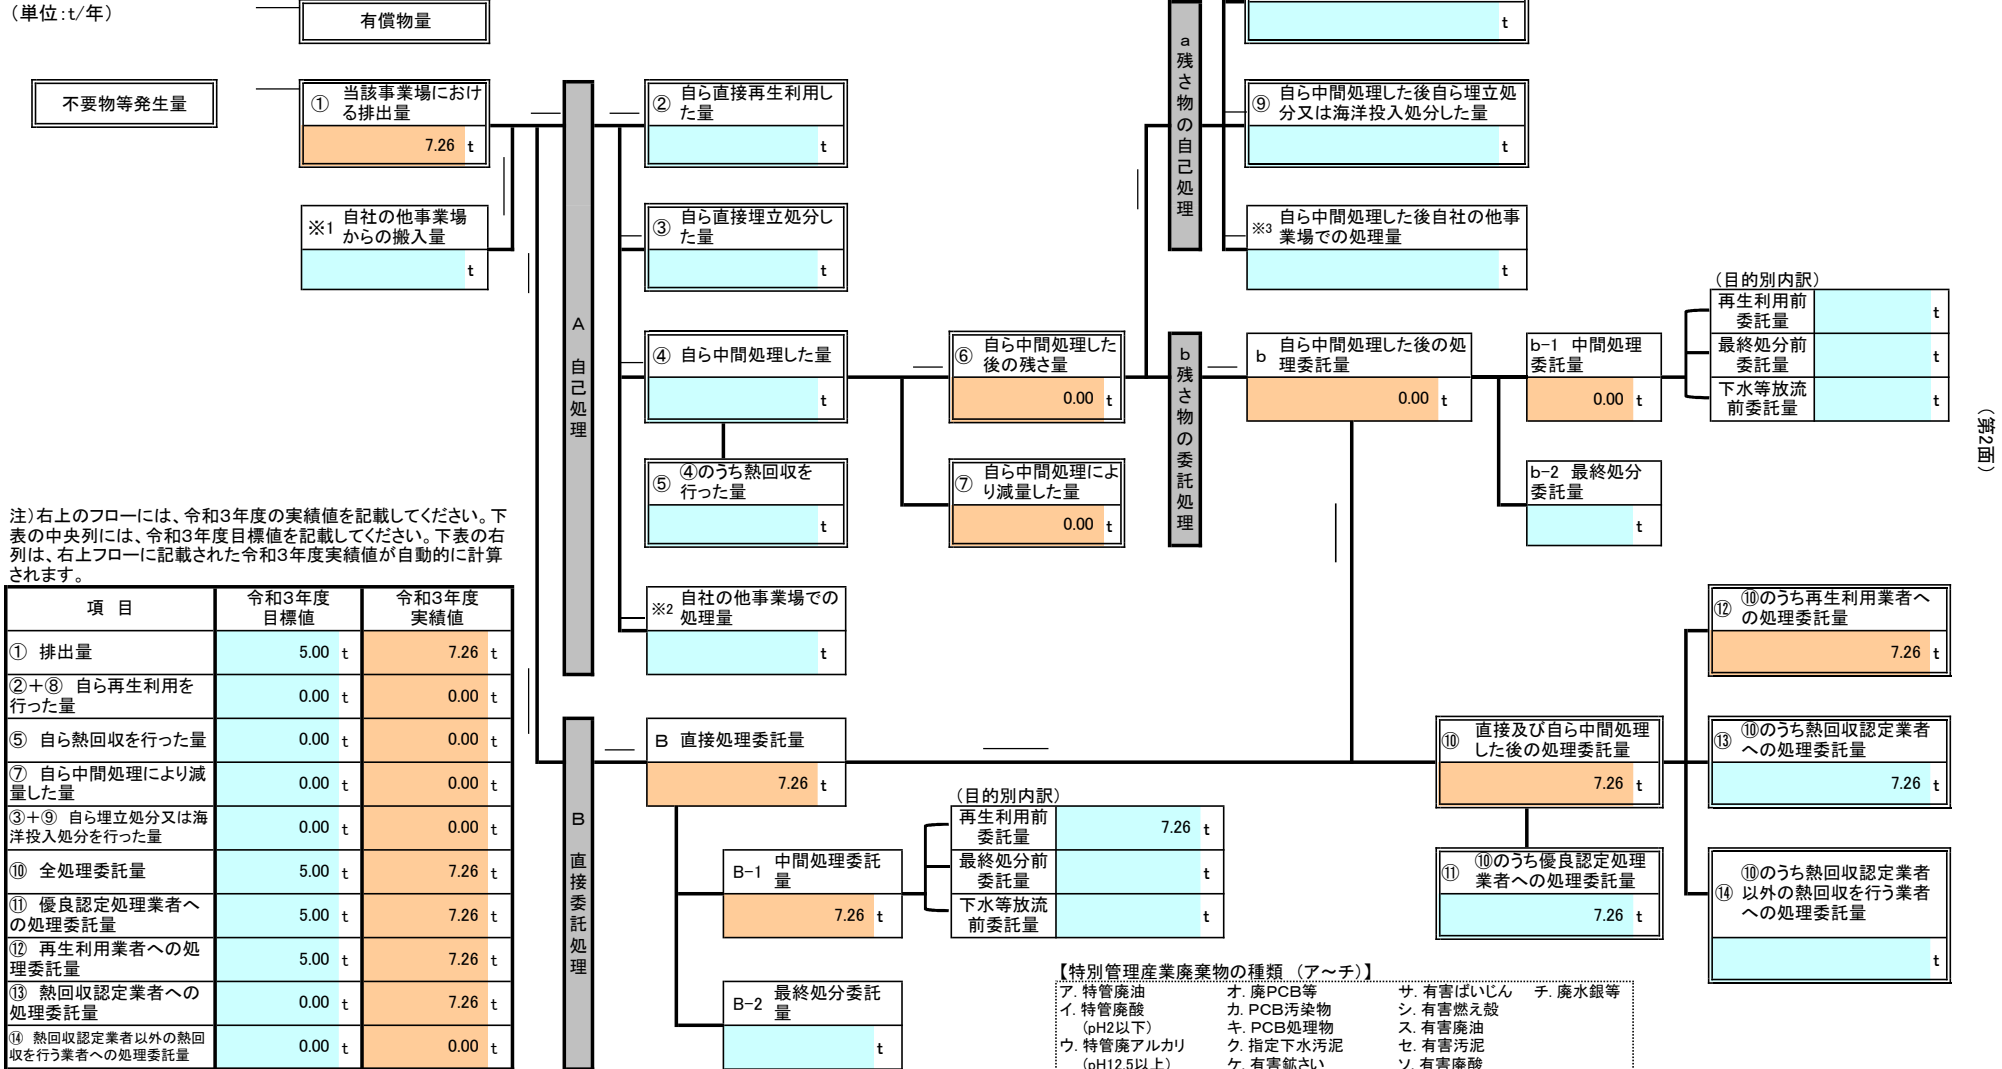 （単位：t/年）
有償物量
t
不要物等発生量
① 当該事業場におけ
る排出量
7.26 t
※1 自社の他事業場
からの搬入量
t
A 自己処理
② 自ら直接再生利用し
た量
t
③ 自ら直接埋立処分し
た量
t
④ 自ら中間処理した量
t
⑤ ④のうち熱回収を
行った量
t
⑥ 自ら中間処理した
後の残さ量
0.00 t
⑦ 自ら中間処理によ
り減量した量
0.00 t
※2 自社の他事業場での
処理量
t
a 残さ物の自己処理
⑨ 自ら中間処理した後自ら埋立処
分又は海洋投入処分した量
t
※3 自ら中間処理した後自社の他事
業場での処理量
t
b 残さ物の委託処理
b 自ら中間処理した後の処
理委託量
0.00 t
b-1 中間処理
委託量
0.00 t
b-2 最終処分
委託量
t
（目的別内訳）
再生利用前
委託量
t
最終処分前
委託量
t
下水等放流
前委託量
t
（第2面）
注）右上のフローには、令和3年度の実績値を記載してください。下
表の中央列には、令和3年度目標値を記載してください。下表の右
列は、右上フローに記載された令和3年度実績値が自動的に計算
されます。
項 目 令和3年度 目標値 令和3年度 実績値
① 排出量 5.00 t 7.26 t
②＋⑧ 自ら再生利用を
行った量 0.00 t 0.00 t
⑤ 自ら熱回収を行った量 0.00 t 0.00 t
⑦ 自ら中間処理により減
量した量 0.00 t 0.00 t
③＋⑨ 自ら埋立処分又は海
洋投入処分を行った量 0.00 t 0.00 t
⑩ 全処理委託量 5.00 t 7.26 t
⑪ 優良認定処理業者へ
の処理委託量 5.00 t 7.26 t
⑫ 再生利用業者への処
理委託量 5.00 t 7.26 t
⑬ 熱回収認定業者への
処理委託量 0.00 t 7.26 t
⑭ 熱回収認定業者以外の熱回
収を行う業者への処理委託量 0.00 t 0.00 t
B 直接委託処理
B 直接処理委託量
7.26 t
B-1 中間処理委託
量
7.26 t
B-2 最終処分委託
量
t
（目的別内訳）
再生利用前
委託量
7.26 t
最終処分前
委託量
t
下水等放流
前委託量
t
⑩ 直接及び自ら中間処理
した後の処理委託量
7.26 t
⑪ ⑩のうち優良認定処理
業者への処理委託量
7.26 t
⑫ ⑩のうち再生利用業者へ
の処理委託量
7.26 t
⑬ ⑩のうち熱回収認定業者
への処理委託量
7.26 t
⑭ ⑩のうち熱回収認定業者
以外の熱回収を行う業者
への処理委託量
t
【特別管理産業廃棄物の種類 （ア～チ）】
ア. 特管廃油 オ. 廃PCB等 サ. 有害ばいじん チ. 廃水銀等
イ. 特管廃酸 カ. PCB汚染物 シ. 有害燃え殻
（pH2以下） キ. PCB処理物 ス. 有害廃油
ウ. 特管廃アルカリ ク. 指定下水汚泥 セ. 有害汚泥
（pH12.5以上） ケ. 有害鉱さい ソ. 有害廃酸